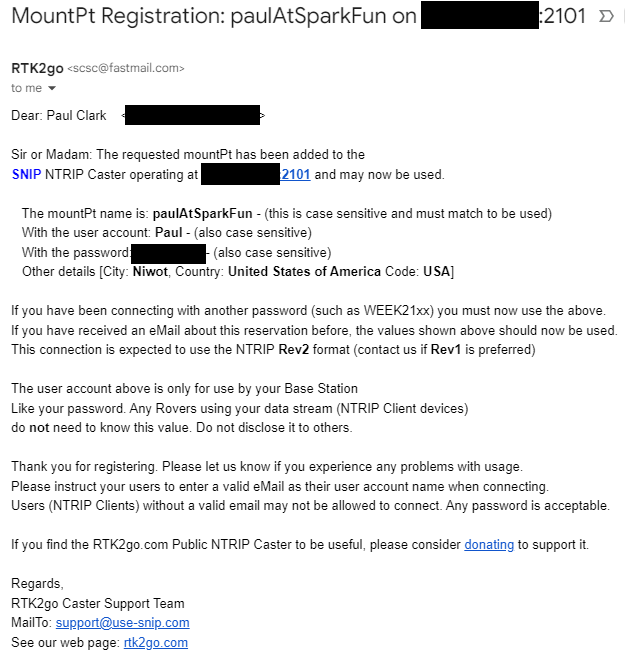 MountPt Registration: paulAtSparkFun on :2101
RTK2go <scsc@fastmail.com>
to me
Dear: Paul Clark < >
Sir or Madam: The requested mountPt has been added to the
SNIP NTRIP Caster operating at :2101 and may now be used.
The mountPt name is: paulAtSparkFun - (this is case sensitive and must match to be used)
With the user account: Paul - (also case sensitive)
With the password: - (also case sensitive)
Other details [City: Niwot, Country: United States of America Code: USA]
If you have been connecting with another password (such as WEEK21xx) you must now use the above.
If you have received an eMail about this reservation before, the values shown above should now be used.
This connection is expected to use the NTRIP Rev2 format (contact us if Rev1 is preferred)
The user account above is only for use by your Base Station
Like your password. Any Rovers using your data stream (NTRIP Client devices)
do not need to know this value. Do not disclose it to others.
Thank you for registering. Please let us know if you experience any problems with usage.
Please instruct your users to enter a valid eMail as their user account name when connecting.
Users (NTRIP Clients) without a valid email may not be allowed to connect. Any password is acceptable.
If you find the RTK2go.com Public NTRIP Caster to be useful, please consider donating to support it.
Regards,
RTK2go Caster Support Team
MailTo: support@use-snip.com
See our web page: rtk2go.com